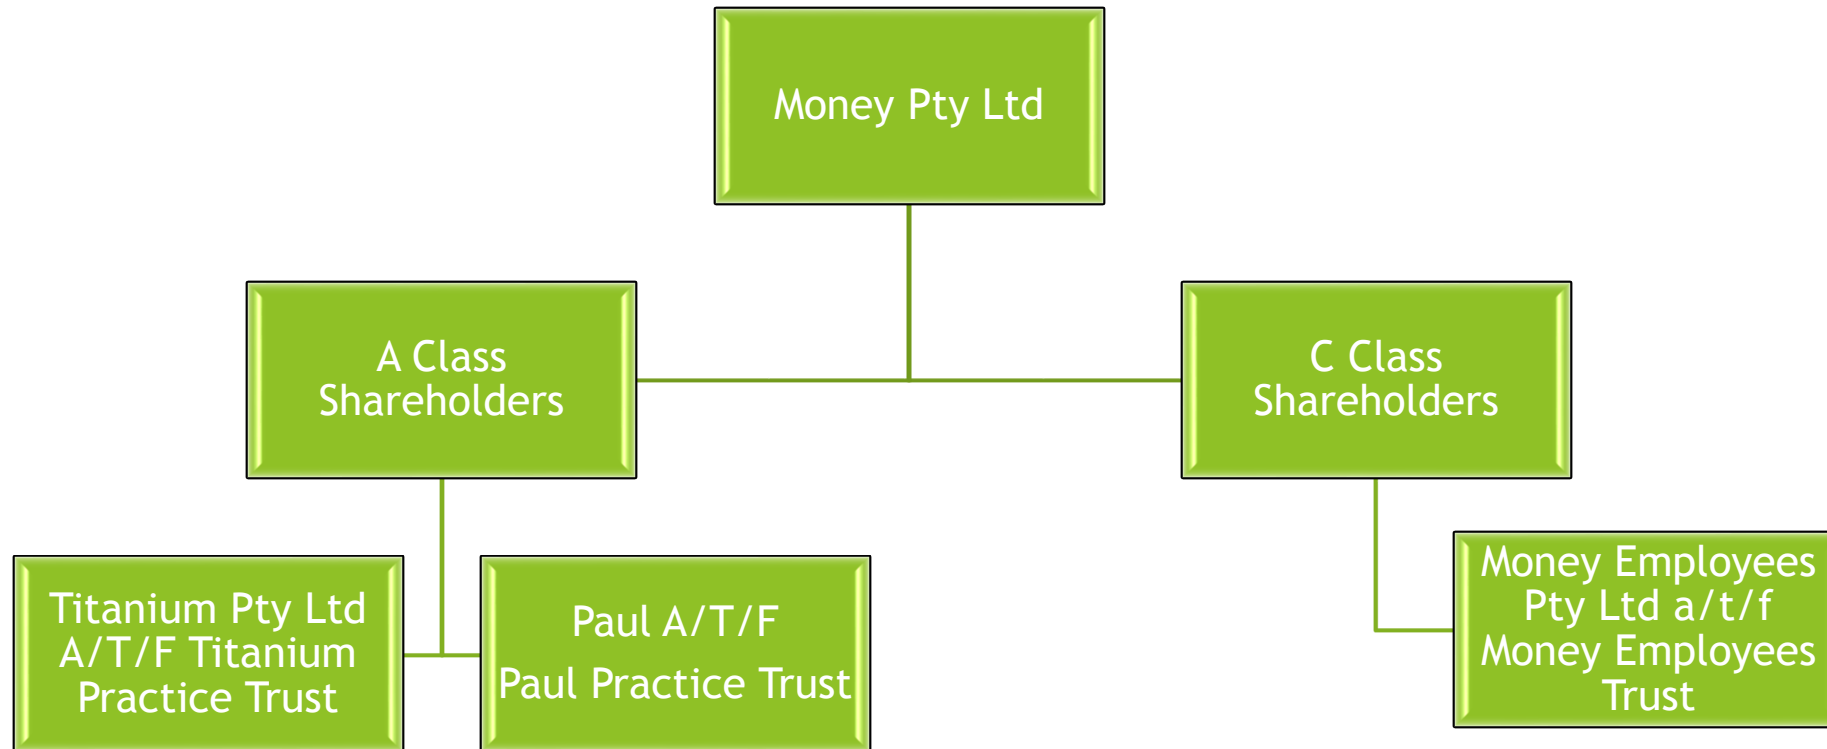 Money Pty Ltd
A Class
Shareholders
C Class
Shareholders
Titanium Pty Ltd
A/T/F Titanium
Practice Trust
Paul A/T/F
Paul Practice Trust
Money Employees
Pty Ltd a/t/f
Money Employees
Trust